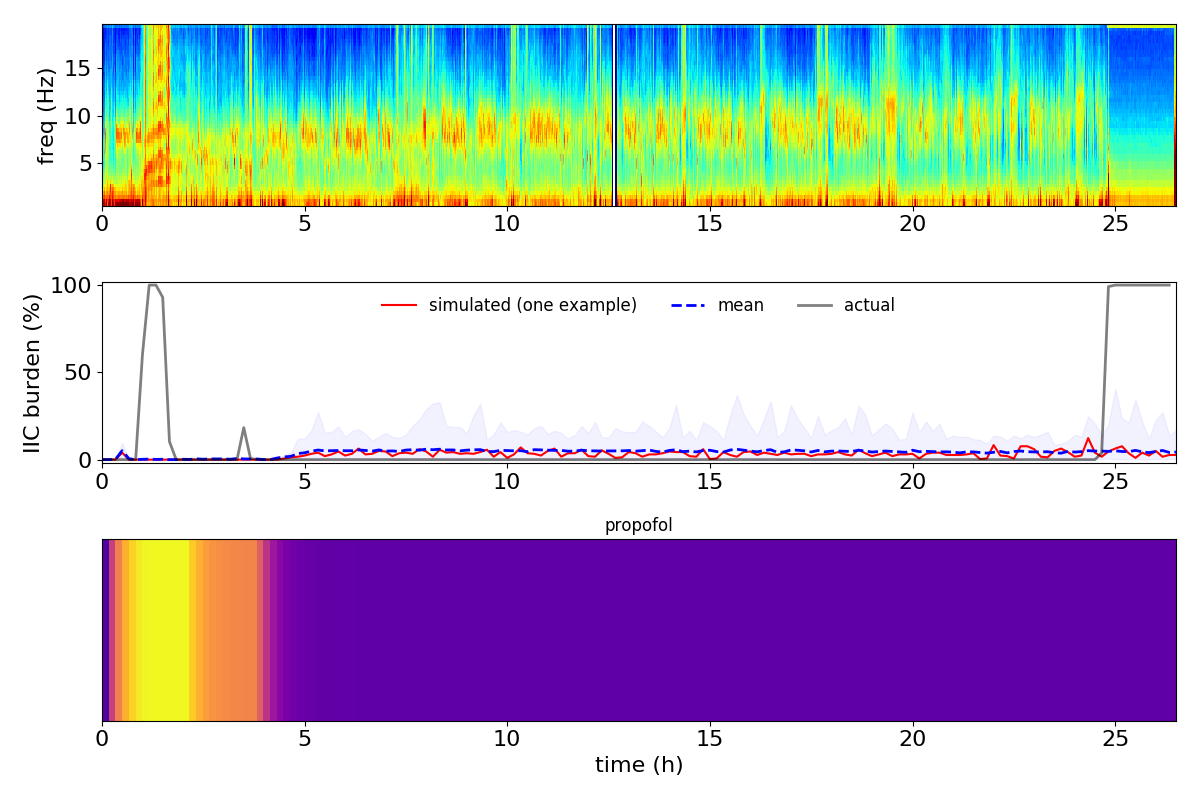 freq (Hz)
15
10
5
0 5 10 15 20 25
IIC burden (%)
100
50
0
simulated (one example) mean actual
0 5 10 15 20 25
propofol
0 5 10 15 20 25
time (h)